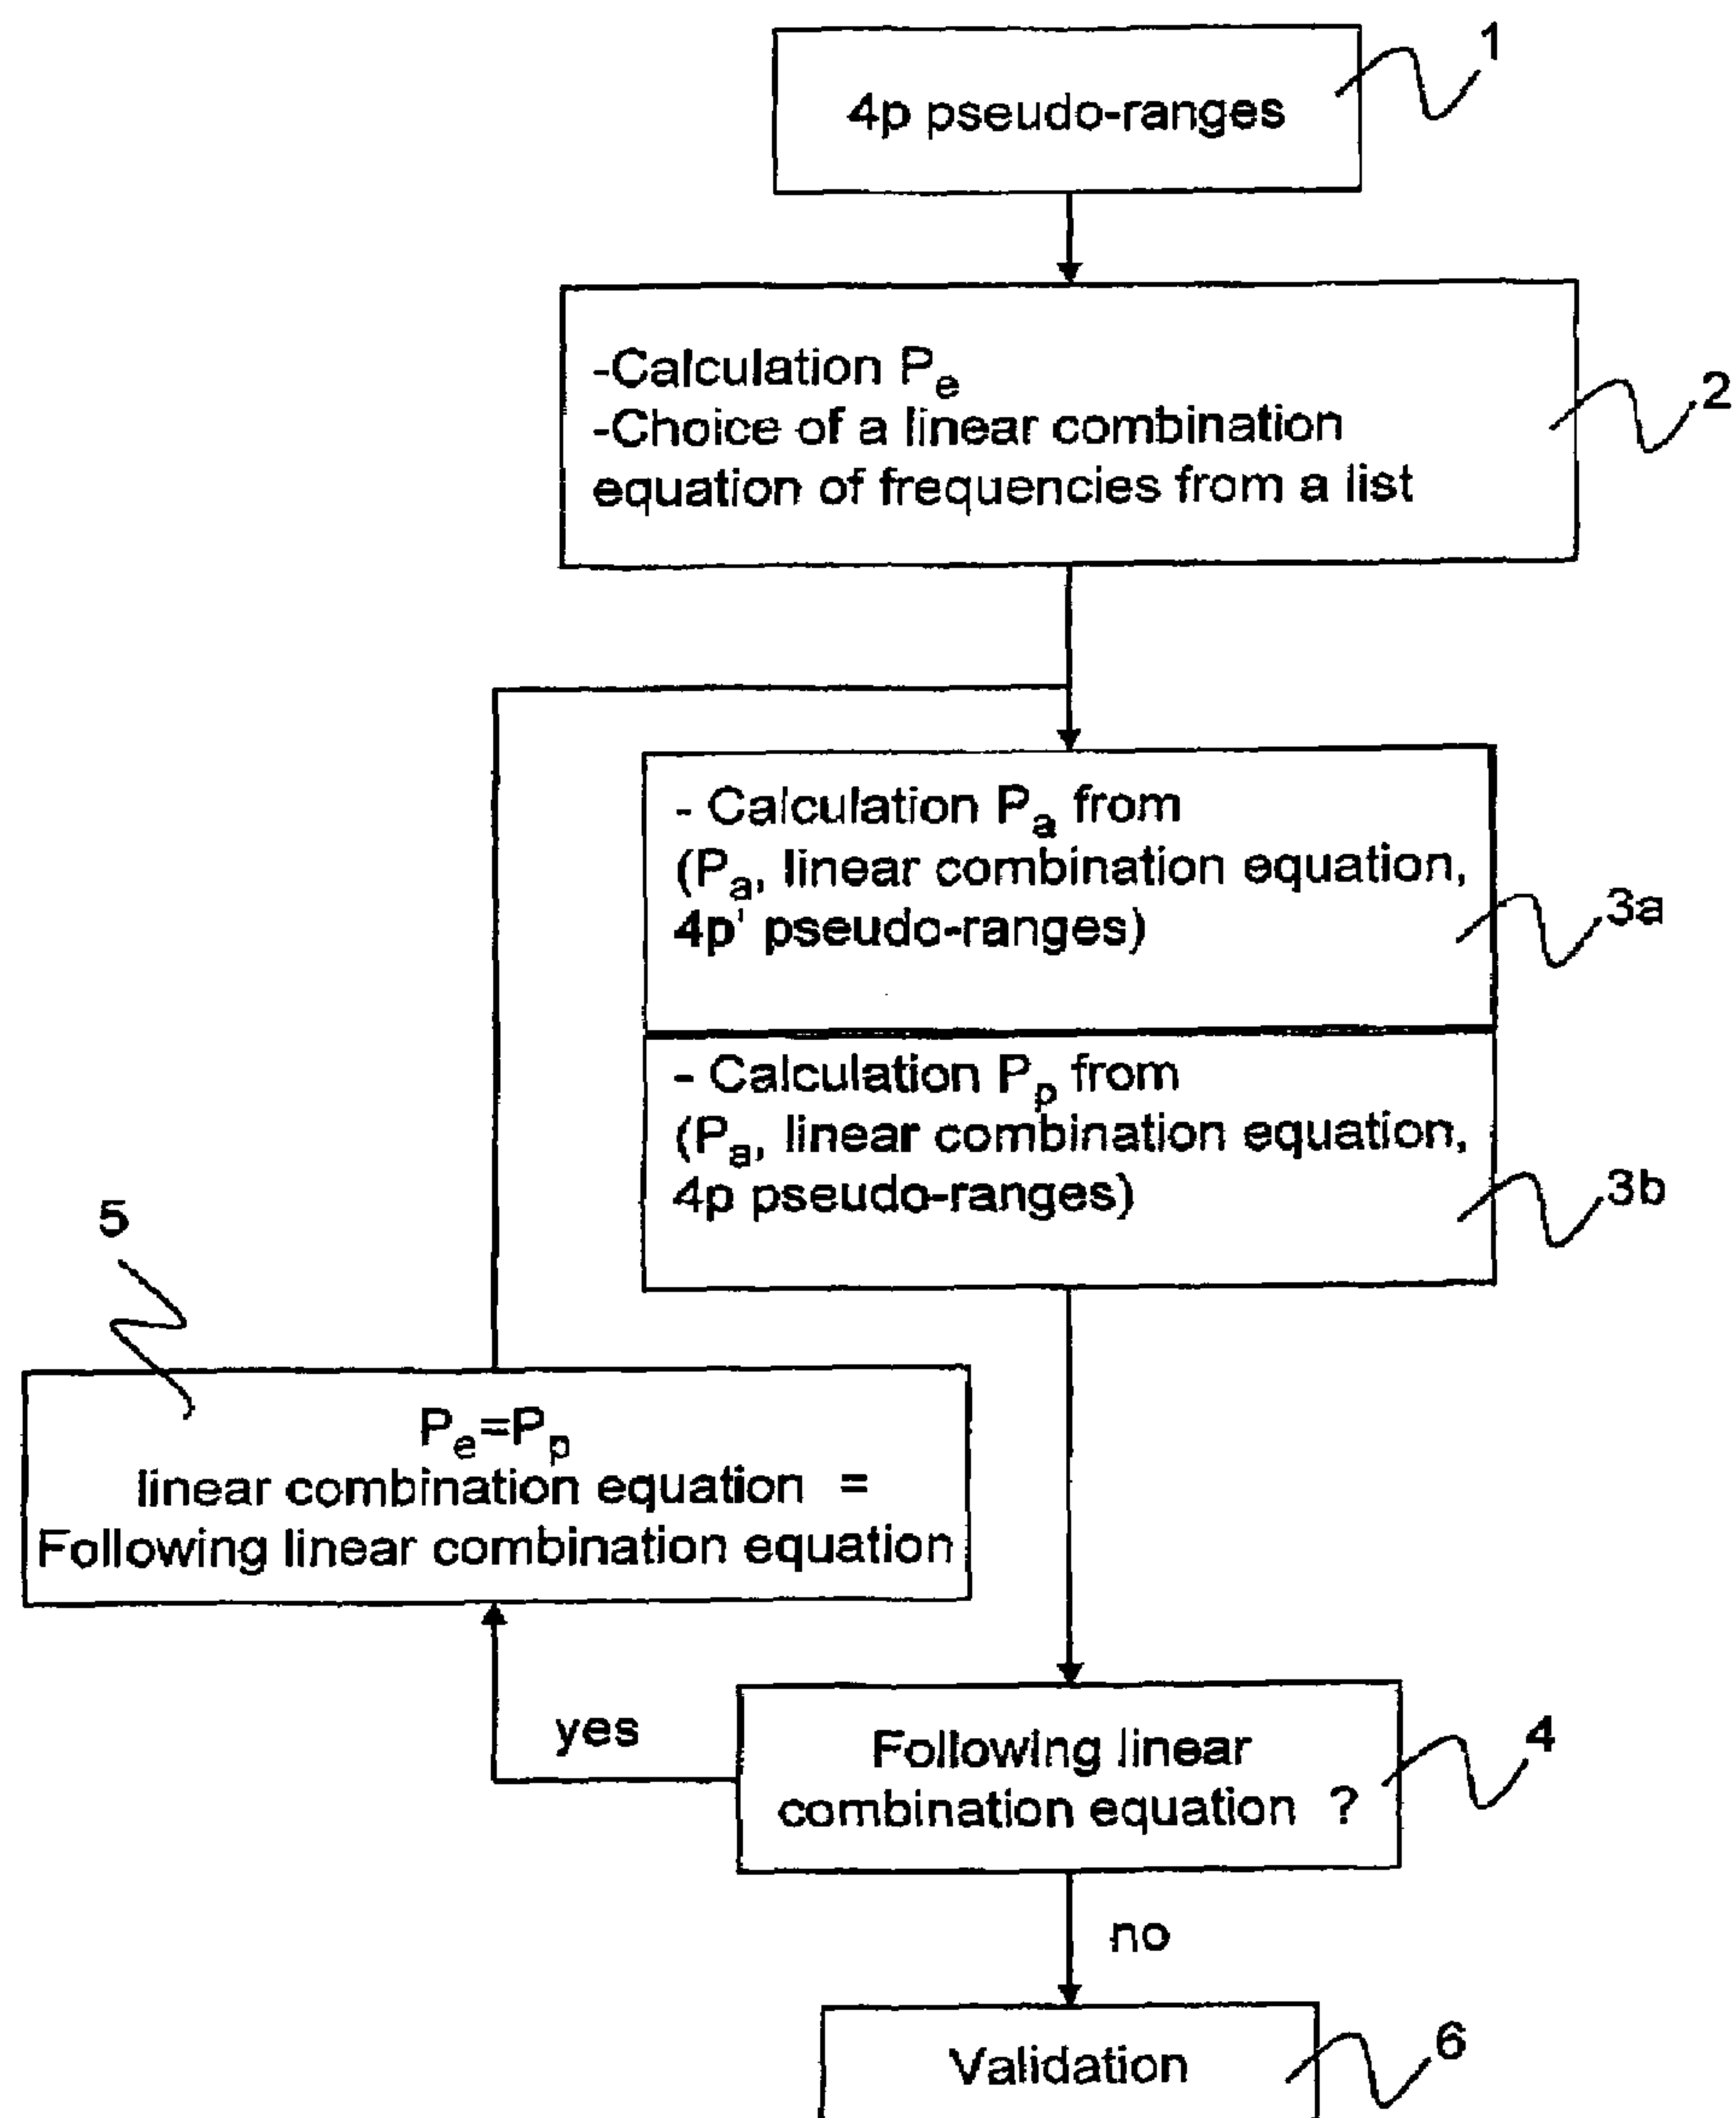 1
4p pseudo-ranges
-Calculation Pe
-Choice of a linear combination
equation of frequencies from a list
2
- Calculation Pa from
(Pa, linear combination equation,
4p' pseudo-ranges)
3a
- Calculation Pp from
(Pa, linear combination equation,
4p pseudo-ranges)
3b
5
Pe=Pp
linear combination equation =
Following linear combination equation
yes
Following linear
combination equation ?
4
no
Validation
6